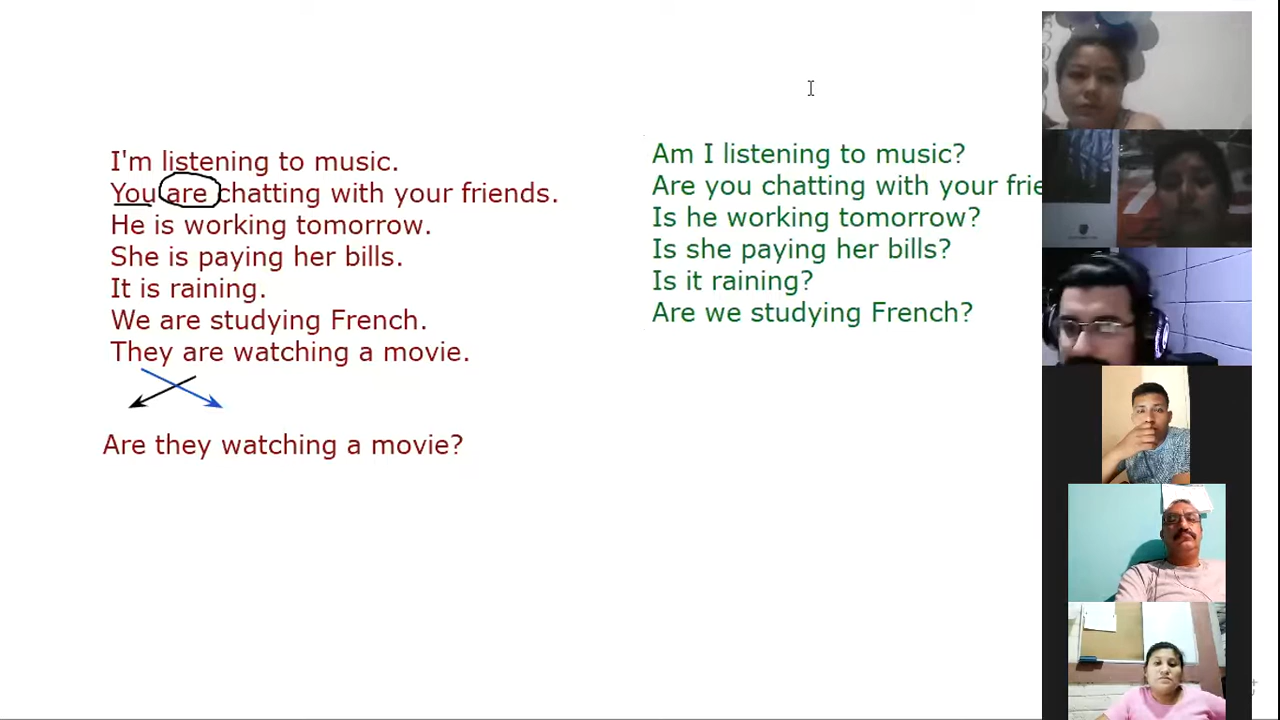 I'm listening to music.
You are chatting with your friends.
He is working tomorrow.
She is paying her bills.
It is raining.
We are studying French.
They are watching a movie.
Are they watching a movie?
Am I listening to music?
Are you chatting with your frie
Is he working tomorrow?
Is she paying her bills?
Is it raining?
Are we studying French?